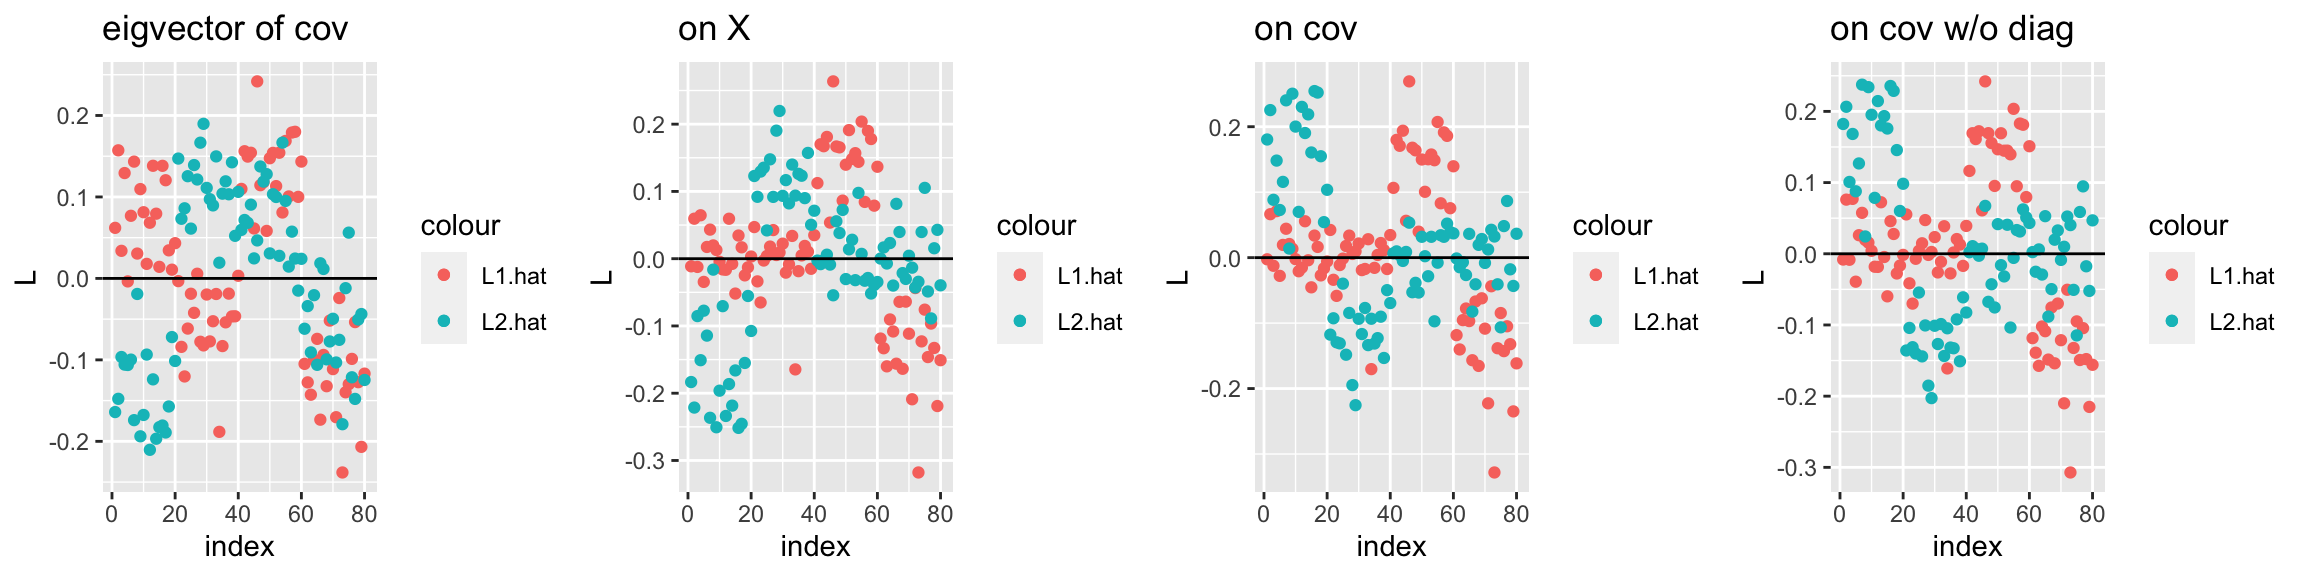 eigvector of cov
0.2
0.1
0.0
-0.1
-0.2
L
0 20 40 60 80
index
colour
L1.hat
L2.hat
on X
0.2
0.1
0.0
-0.1
-0.2
-0.3
L
0 20 40 60 80
index
colour
L1.hat
L2.hat
on cov
0.2
0.0
-0.2
L
0 20 40 60 80
index
colour
L1.hat
L2.hat
on cov w/o diag
0.2
0.1
0.0
-0.1
-0.2
-0.3
L
0 20 40 60 80
index
colour
L1.hat
L2.hat